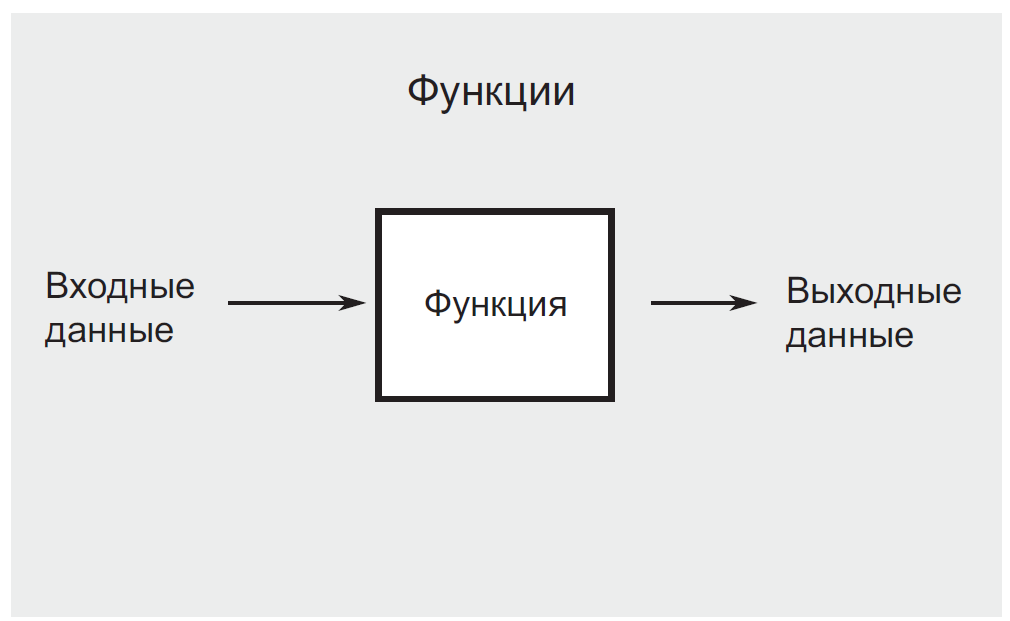 Функции
Входные
данные
Функция
Выходные
данные